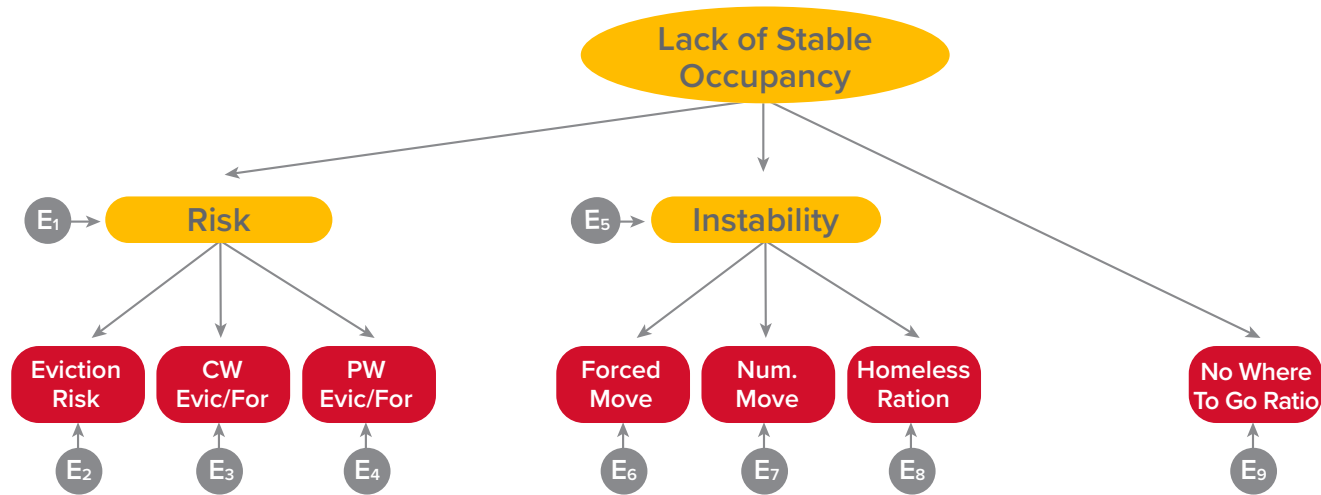 Lack of Stable
Occupancy
E₁
Risk
E₅
Instability
Eviction
Risk
CW
Evic/For
PW
Evic/For
Forced
Move
Num.
Move
Homeless
Ration
No Where
To Go Ratio
E₂
E₃
E₄
E₆
E₇
E₈
E₉